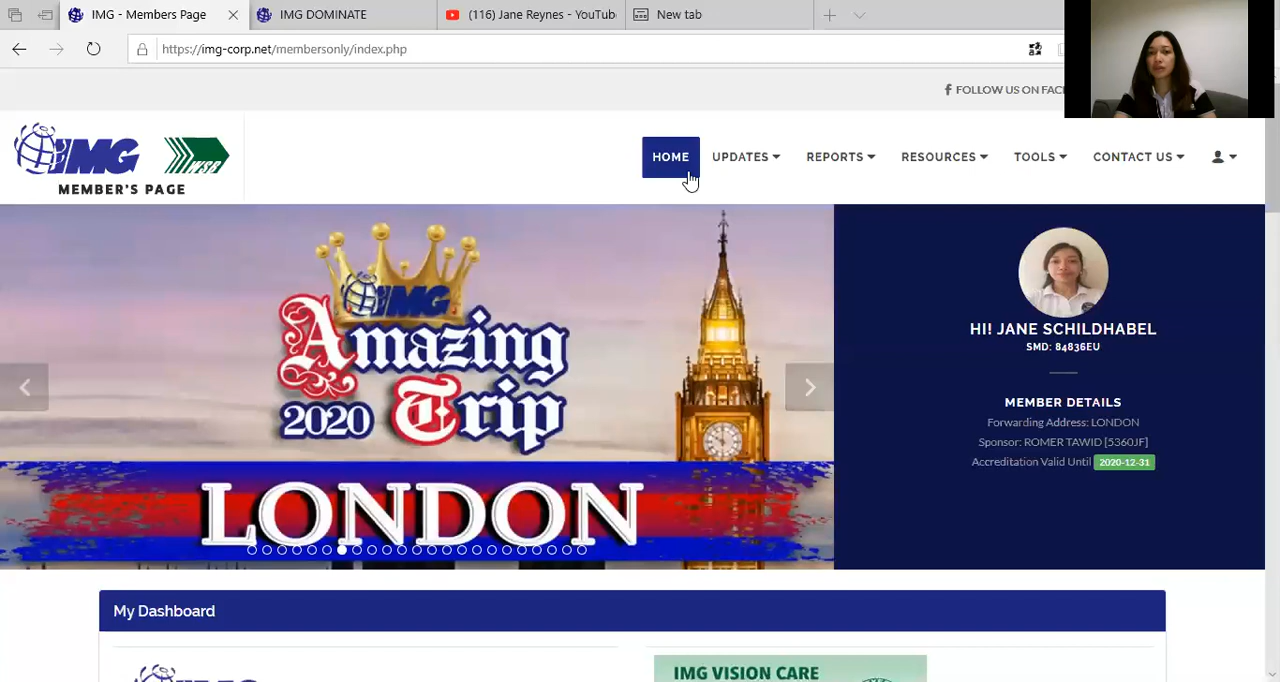 IMG - Members Page
IMG DOMINATE
(116) Jane Reynes - YouTub
New tab
https://img-corp.net/membersonly/index.php
FOLLOW US ON FAC
IMG
WSP
MEMBER'S PAGE
HOME
UPDATES
REPORTS
RESOURCES
TOOLS
CONTACT US
IMG
Amazing
2020 Trip
LONDON
HI! JANE SCHILDHABEL
SMD: 84836EU
MEMBER DETAILS
Forwarding Address: LONDON
Sponsor: ROMER TAWID [5360JF]
Accreditation Valid Until 2020-12-31
My Dashboard
IMG VISION CARE